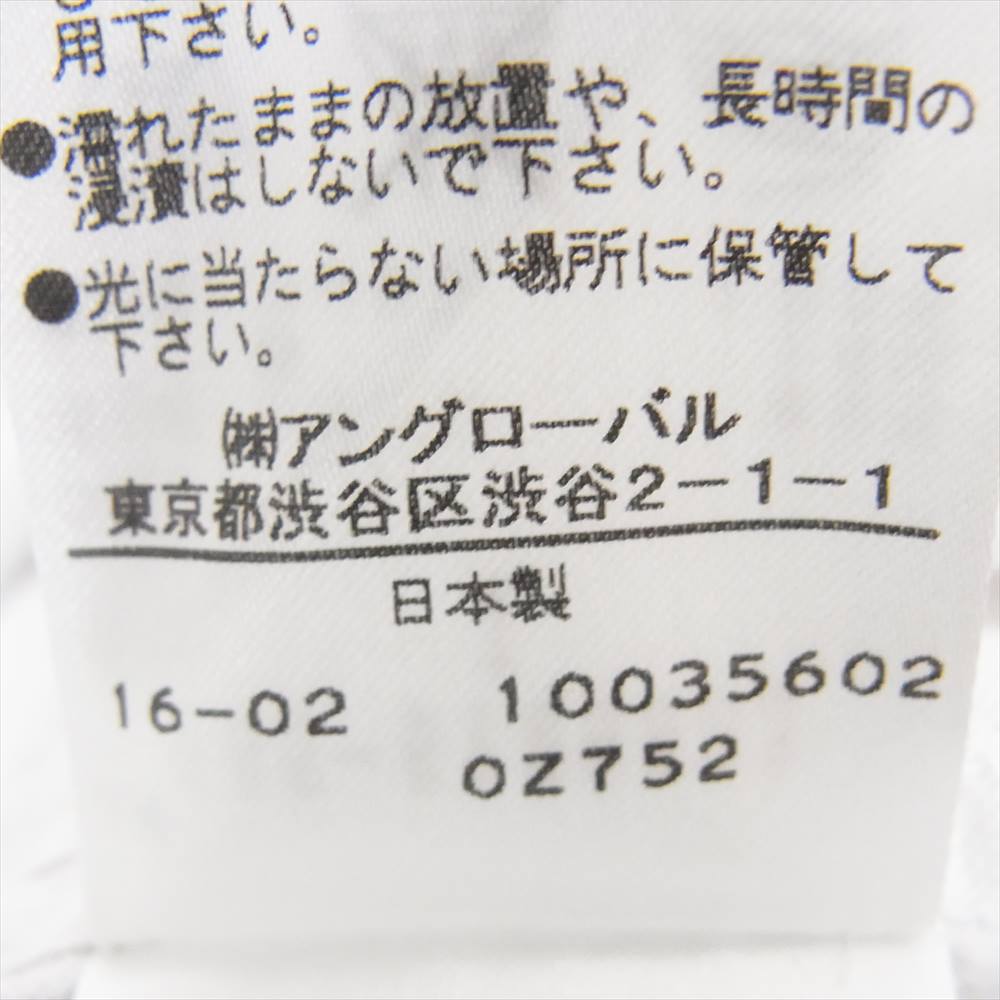 用下さい。
●濡れたままの放置や、長時間の
浸漬はしないで下さい。
●光に当たらない場所に保管して
下さい。
㈱アングローバル
東京都渋谷区渋谷2-1-1
日本製
16-02 10035602
OZ752